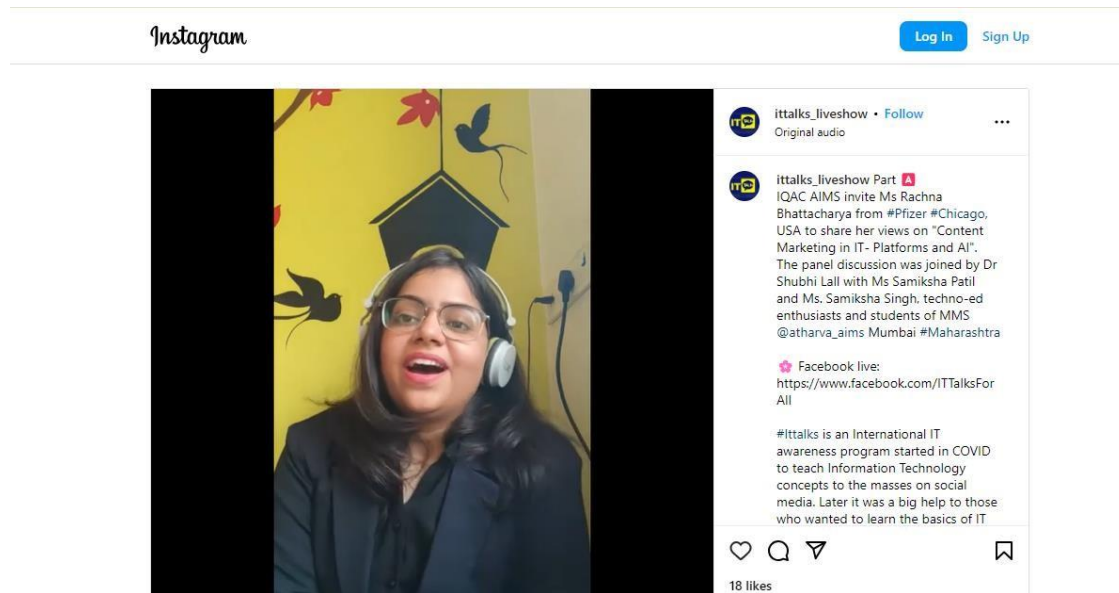 Instagram
Log In
Sign Up
ittalks_liveshow • Follow
Original audio
ittalks_liveshow Part 🅰
IQAC AIMS invite Ms Rachna
Bhattacharya from #Pfizer #Chicago,
USA to share her views on "Content
Marketing in IT- Platforms and AI".
The panel discussion was joined by Dr
Shubhi Lall with Ms Samiksha Patil
and Ms. Samiksha Singh, techno-ed
enthusiasts and students of MMS
@atharva_aims Mumbai #Maharashtra
🌸 Facebook live:
https://www.facebook.com/ITTalksFor
All
#Ittalks is an International IT
awareness program started in COVID
to teach Information Technology
concepts to the masses on social
media. Later it was a big help to those
who wanted to learn the basics of IT
18 likes